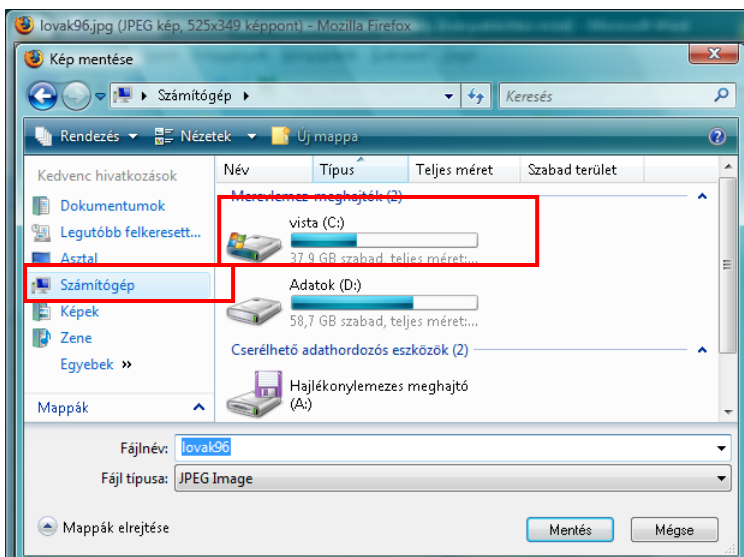 lovak96.jpg (JPEG kép, 525x349 képpont) - Mozilla Firefox
Kép mentése
Számítógép
Keresés
Rendezés Nézetek Új mappa
Kedvenc hivatkozások
Dokumentumok
Legutóbb felkeresett...
Asztal
Számítógép
Képek
Zene
Egyebek »
Mappák
Név Típus Teljes méret Szabad terület
Merevlemez-meghajtók (2)
vista (C:)
37,9 GB szabad, teljes méret:...
Adatok (D:)
58,7 GB szabad, teljes méret:...
Cserélhető adathordozós eszközök (2)
Hajlékonylemezes meghajtó
(A:)
Fájlnév: lovak96
Fájl típusa: JPEG Image
Mappák elrejtése
Mentés Mégse